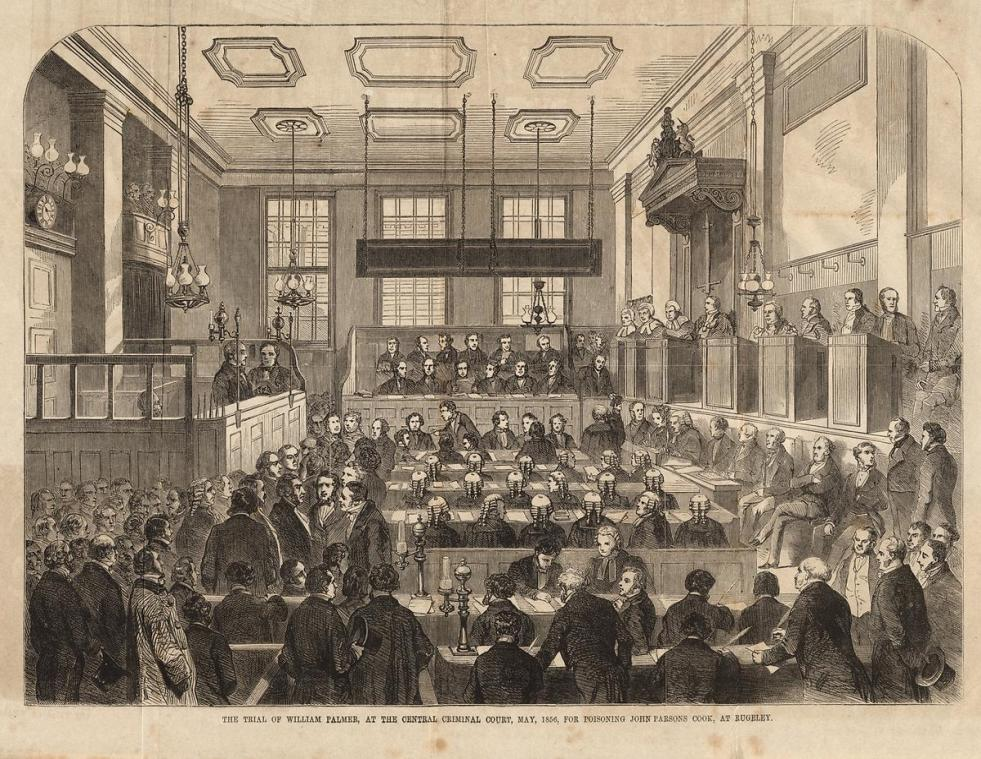 THE TRIAL OF WILLIAM PALMER, AT THE CENTRAL CRIMINAL COURT, MAY, 1856, FOR POISONING JOHN PARSONS COOK, AT RUGELEY.